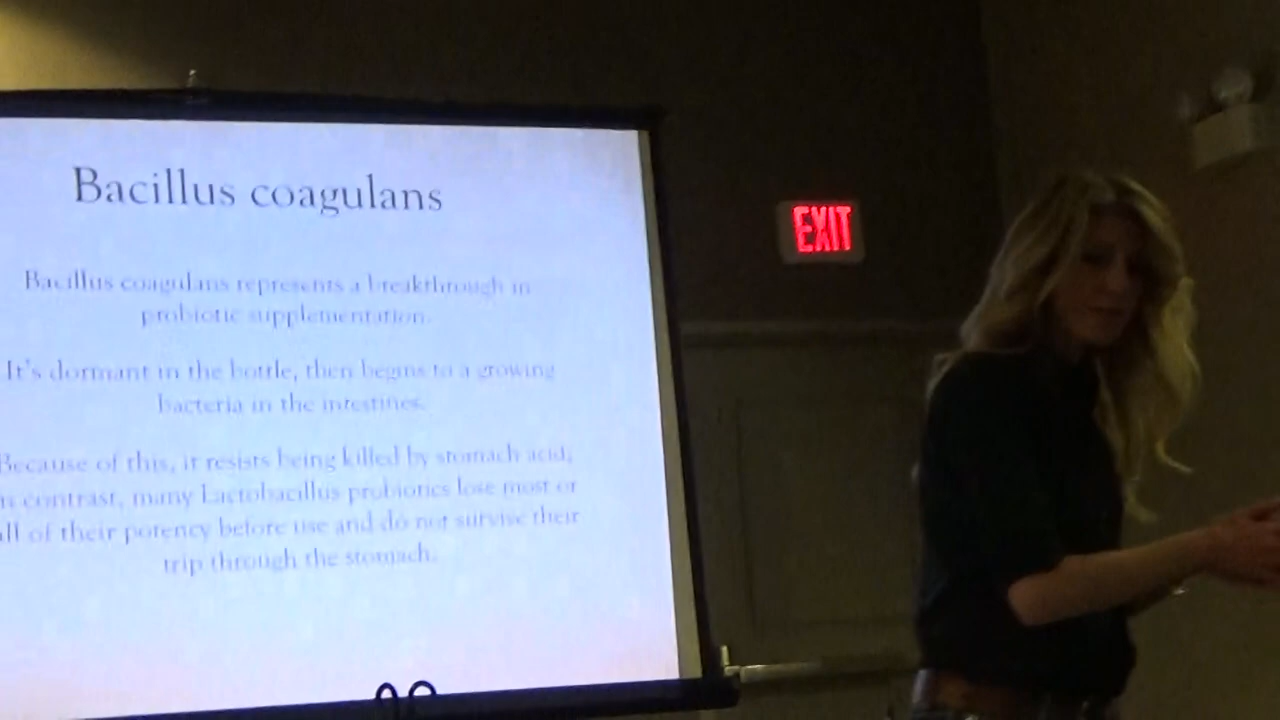 Bacillus coagulans
Bacillus coagulans represents a breakthrough in
probiotic supplementation.
It's dormant in the bottle, then begins to a growing
bacteria in the intestines.
Because of this, it resists being killed by stomach acid;
in contrast, many Lactobacillus probiotics lose most or
all of their potency before use and do not survive their
trip through the stomach.
EXIT